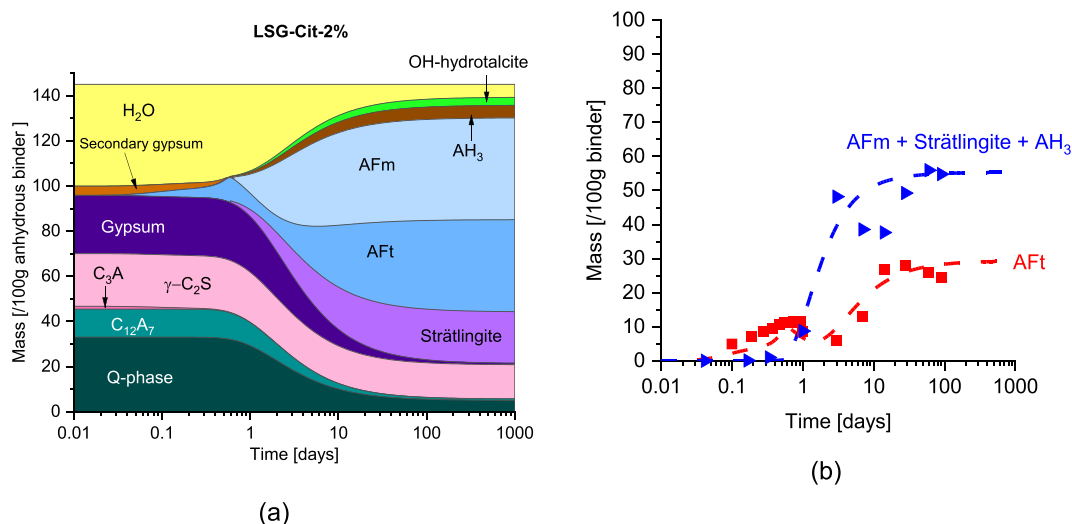 LSG-Cit-2%
OH-hydrotalcite
H₂O
Secondary gypsum
AFm
AH₃
Gypsum
AFt
C₃A
γ−C₂S
C₁₂A₇
Strätlingite
Q-phase
Mass [/100g anhydrous binder ]
140
120
100
80
60
40
20
0
0.01 0.1 1 10 100 1000
Time [days]
(a)
100
90
80
70
60
50
40
30
20
10
0
Mass [/100g binder]
AFm + Strätlingite + AH₃
AFt
0.01 0.1 1 10 100 1000
Time [days]
(b)